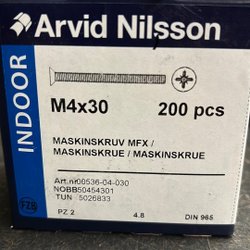 Arvid Nilsson
INDOOR
M4x30 200 pcs
MASKINSKRUV MFX /
MASKINSKRUE / MASKINSKRUE
Art.nr00536-04-030
NOBB50454301
TUN 5026833
FZB PZ 2 4.8 DIN 965